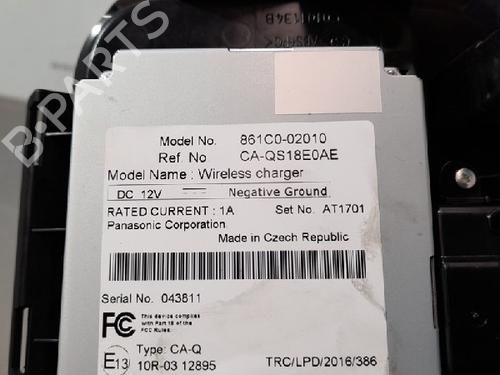 B-PARTS
Model No. 861C0-02010
Ref. No CA-QS18E0AE
Model Name : Wireless charger
DC 12V Negative Ground
RATED CURRENT : 1A Set No. AT1701
Panasonic Corporation
Made in Czech Republic
Serial No. 043811
FC This device complies
with Part 15 of the
FCC Rules.
E13 Type: CA-Q
10R-03 12895 TRC/LPD/2016/386